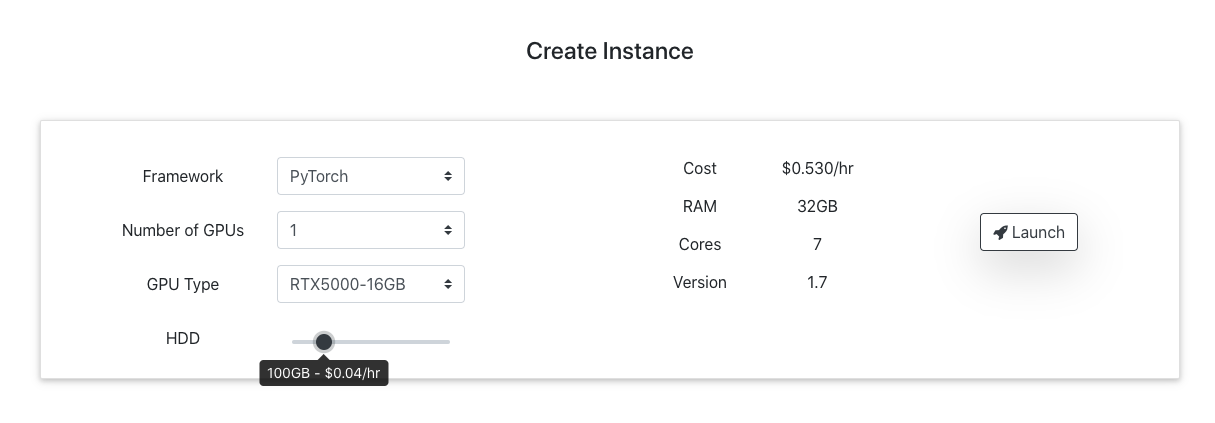 Create Instance
Framework PyTorch
Number of GPUs 1
GPU Type RTX5000-16GB
HDD
100GB - $0.04/hr
Cost $0.530/hr
RAM 32GB
Cores 7
Version 1.7
Launch